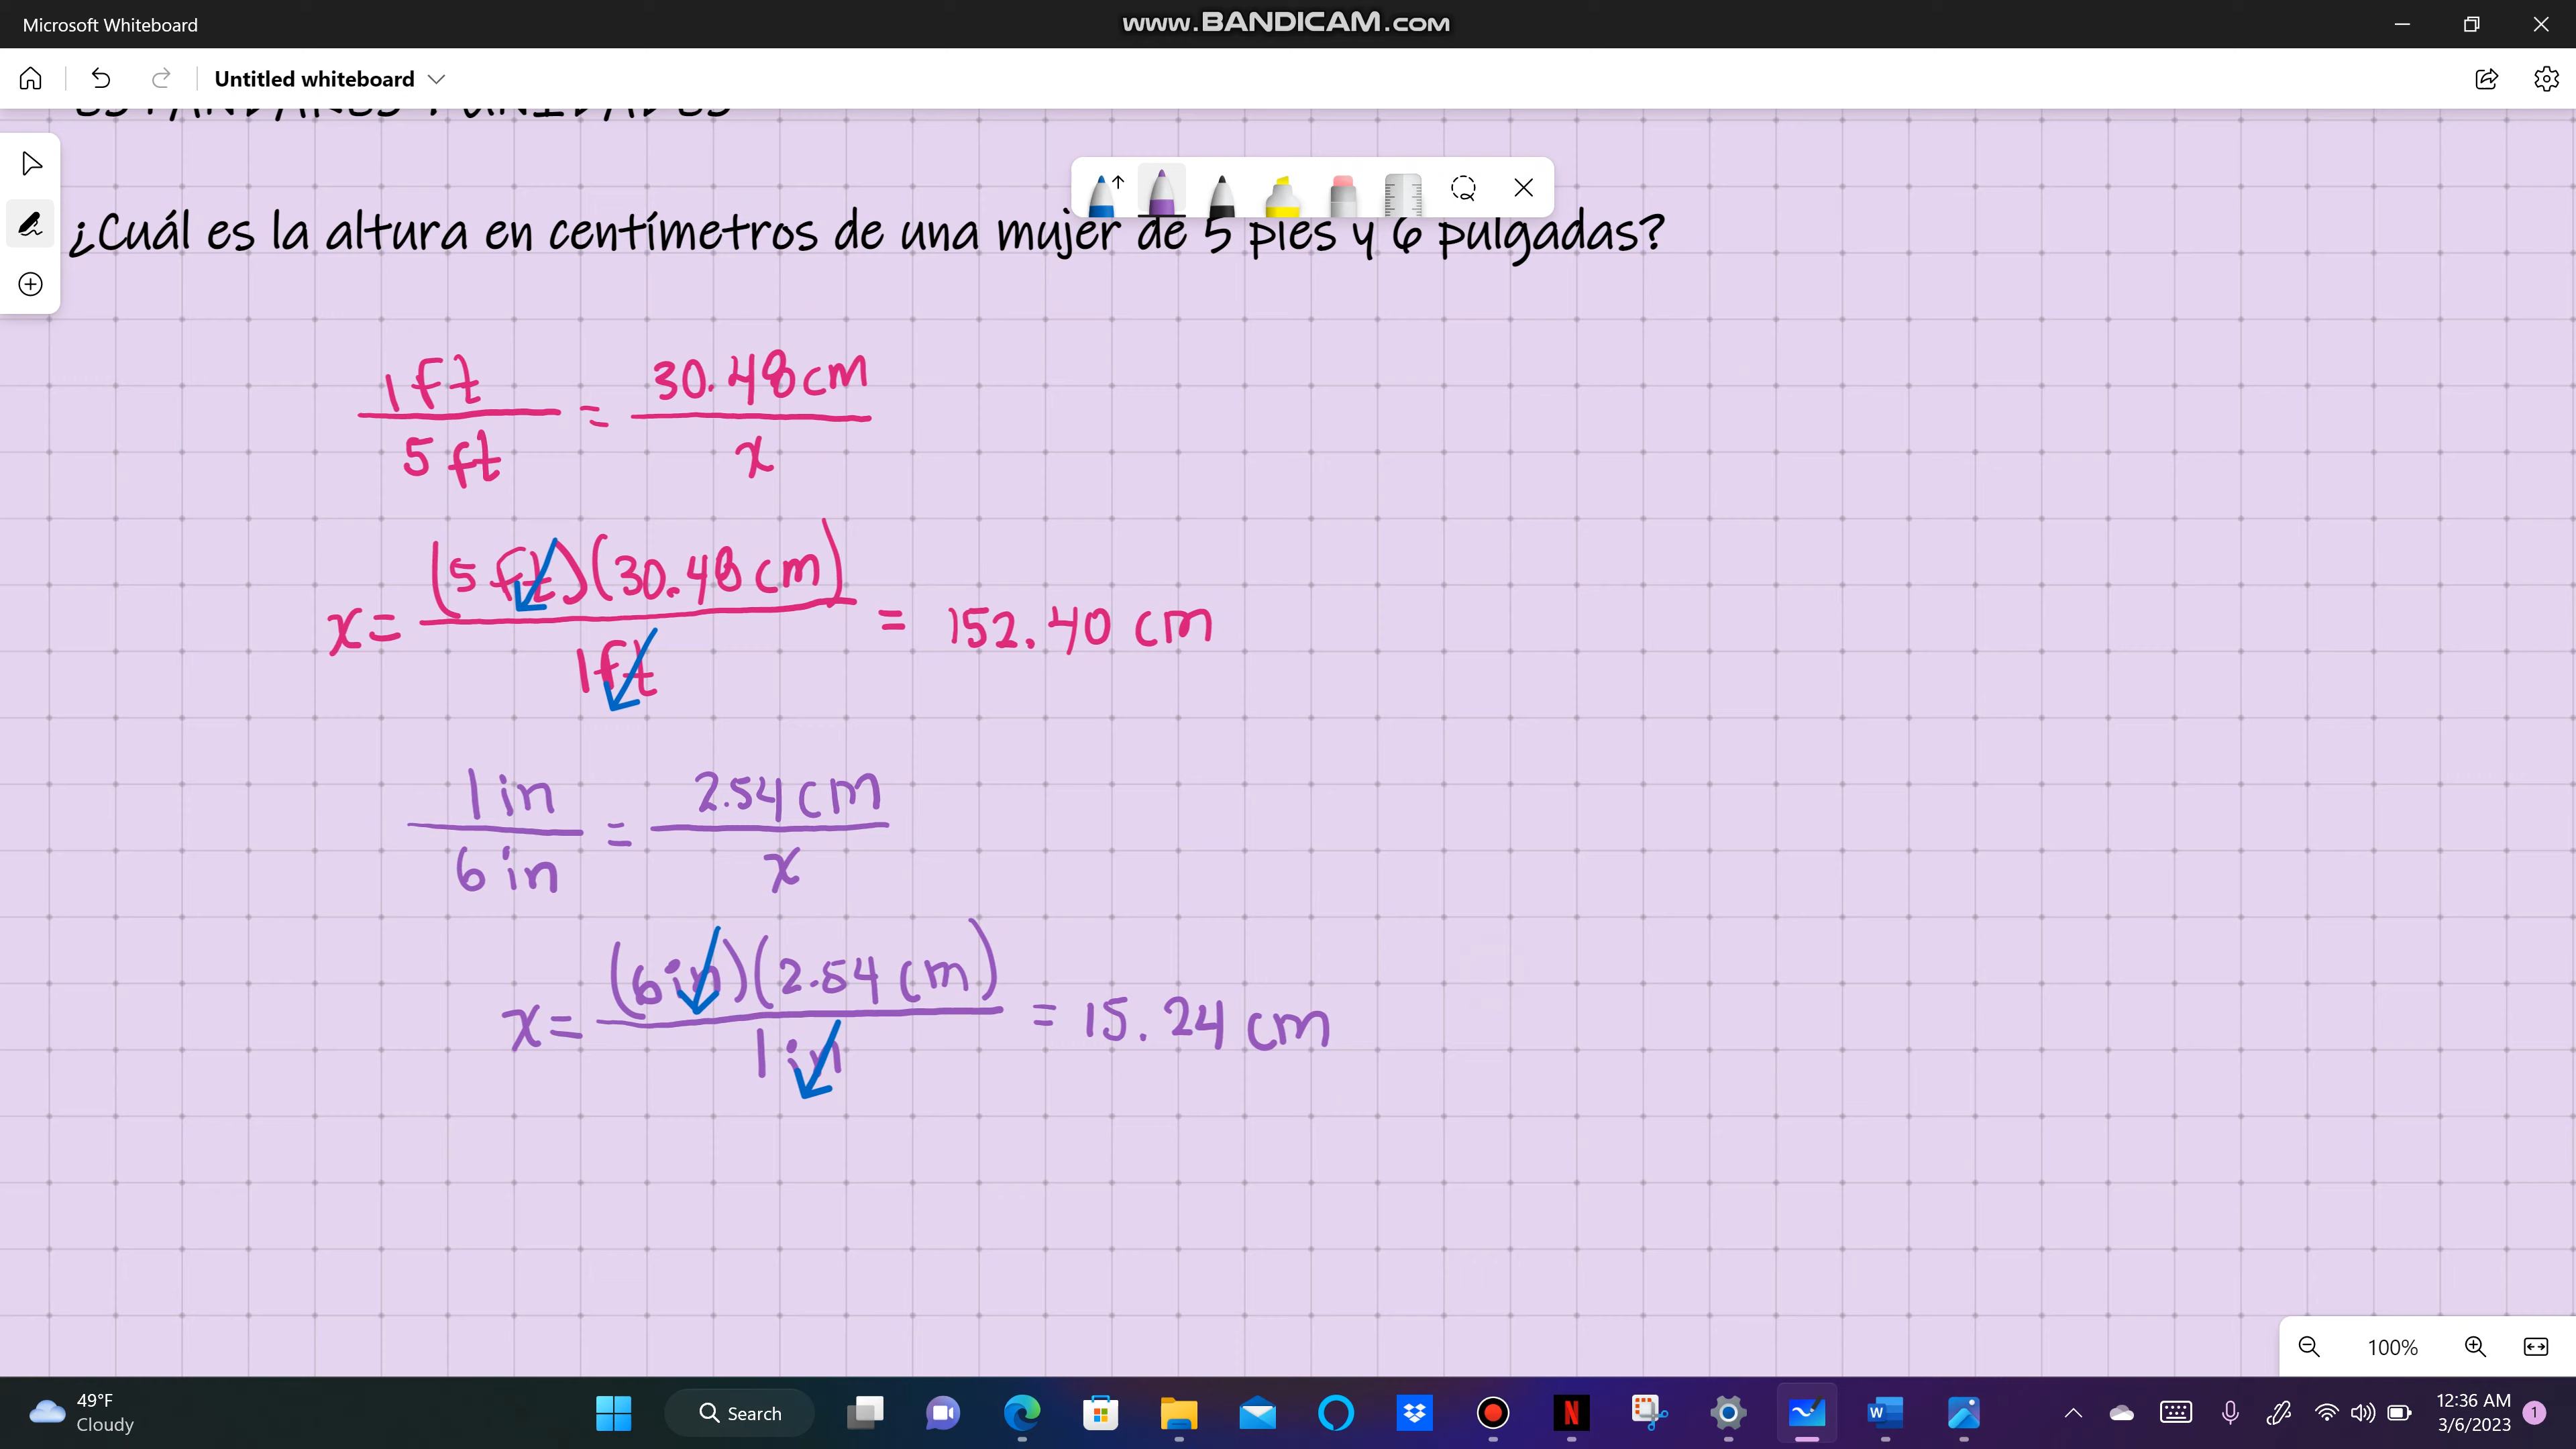 Microsoft Whiteboard
www.BANDICAM.com
Untitled whiteboard
ESTÁNDARES Y UNIDADES
¿Cuál es la altura en centímetros de una mujer de 5 pies y 6 pulgadas?
1 ft / 5 ft = 30.48 cm / x
x = (5 ft)(30.48 cm) / 1 ft = 152.40 cm
1 in / 6 in = 2.54 cm / x
x = (6 in)(2.54 cm) / 1 in = 15.24 cm
100%
49°F
Cloudy
Search
12:36 AM
3/6/2023
1